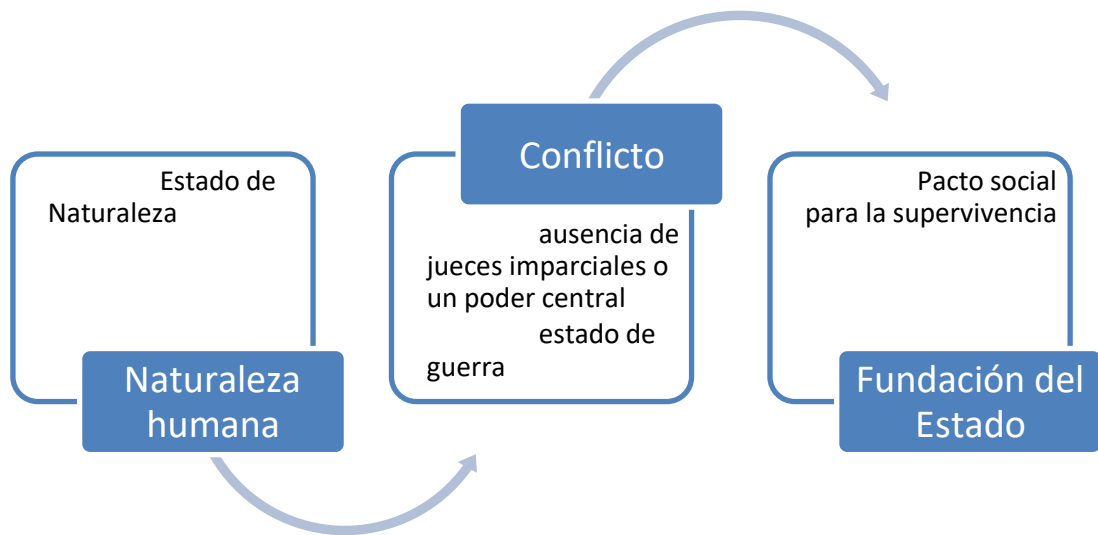 Estado de
Naturaleza
Naturaleza
humana
Conflicto
ausencia de
jueces imparciales o
un poder central
estado de
guerra
Pacto social
para la supervivencia
Fundación del
Estado